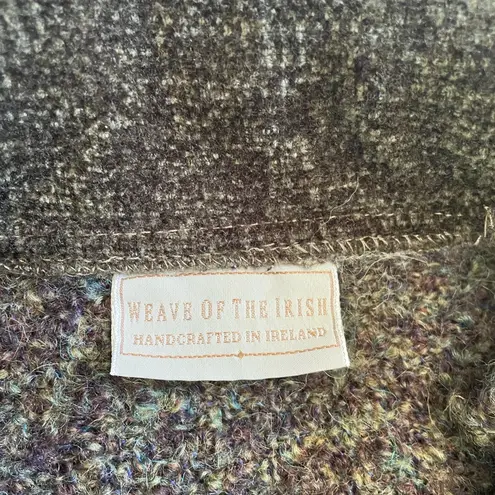 WEAVE OF THE IRISH
HANDCRAFTED IN IRELAND